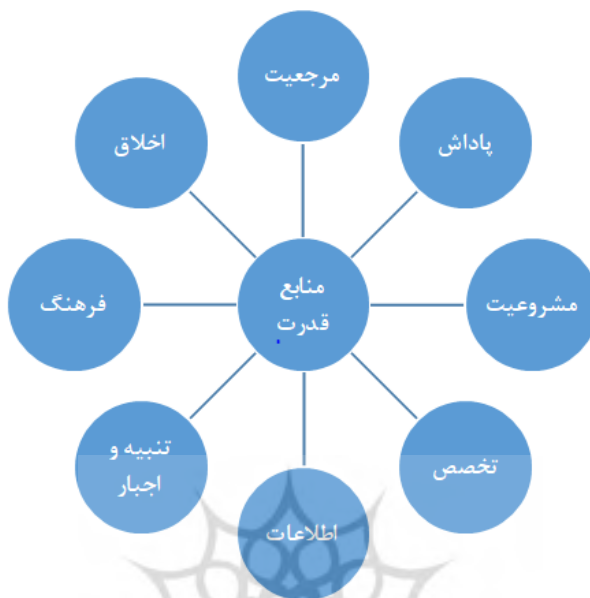 مرجعیت
پاداش
اخلاق
منابع
قدرت
مشروعیت
فرهنگ
تخصص
تنبیه و
اجبار
اطلاعات